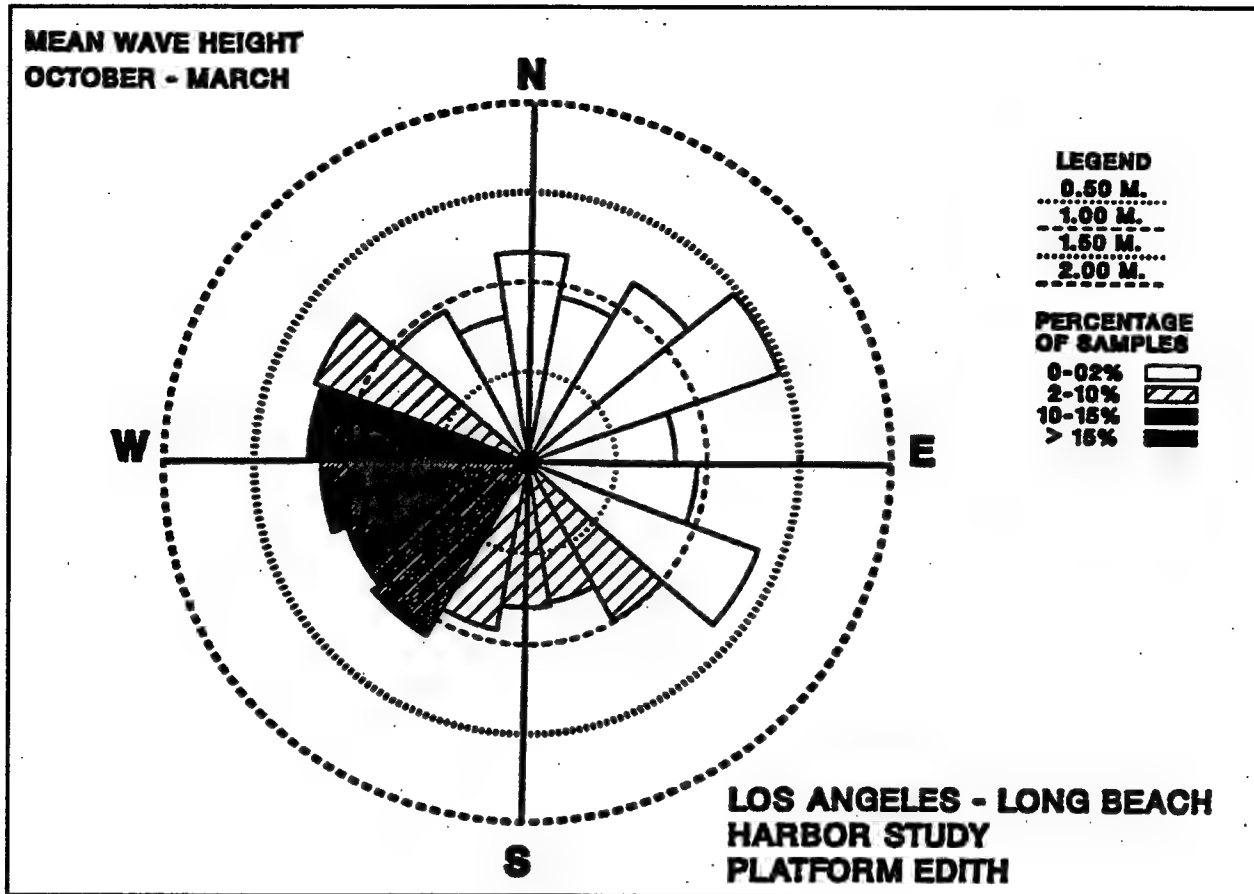 MEAN WAVE HEIGHT
OCTOBER - MARCH
N
LEGEND
0.50 M.
1.00 M.
1.50 M.
2.00 M.
PERCENTAGE
OF SAMPLES
0-02%
2-10%
10-15%
> 15%
W
E
S
LOS ANGELES - LONG BEACH
HARBOR STUDY
PLATFORM EDITH